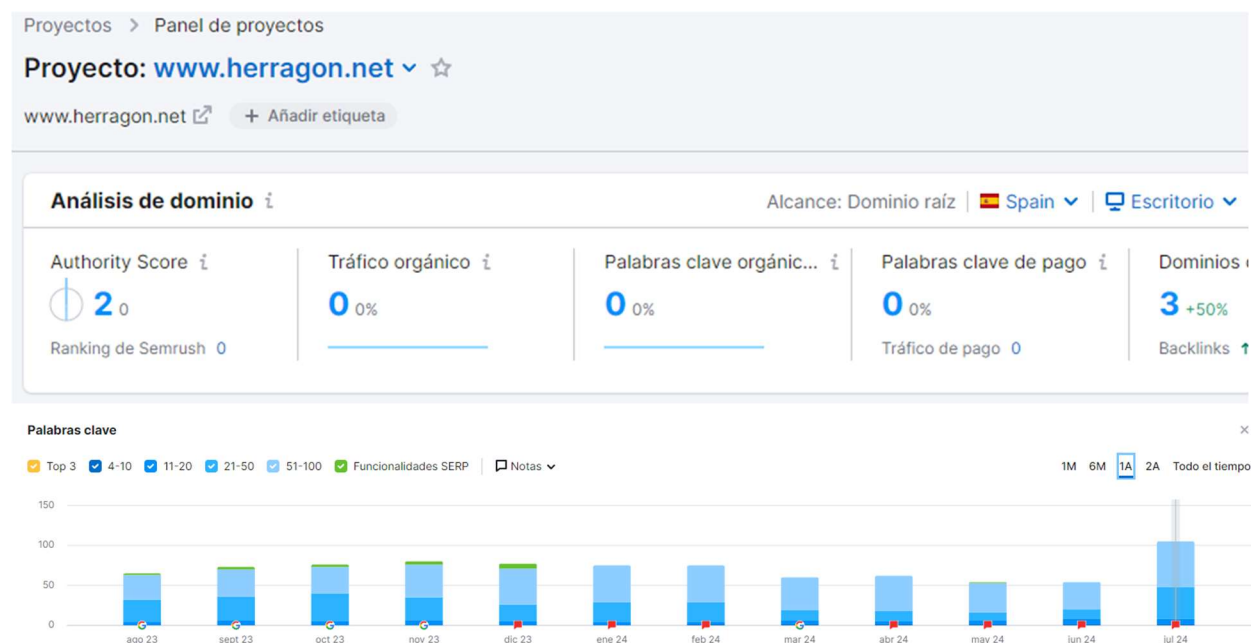 Proyectos > Panel de proyectos
Proyecto: www.herragon.net
www.herragon.net + Añadir etiqueta
Análisis de dominio i Alcance: Dominio raíz | Spain | Escritorio
Authority Score i Tráfico orgánico i Palabras clave orgánic... i Palabras clave de pago i Dominios
2 0 0 0% 0 0% 0 0% 3 +50%
Ranking de Semrush 0 Tráfico de pago 0 Backlinks ↑
Palabras clave ×
Top 3 4-10 11-20 21-50 51-100 Funcionalidades SERP Notas 1M 6M 1A 2A Todo el tiempo
150
100
50
0
ago 23 sept 23 oct 23 nov 23 dic 23 ene 24 feb 24 mar 24 abr 24 may 24 jun 24 jul 24